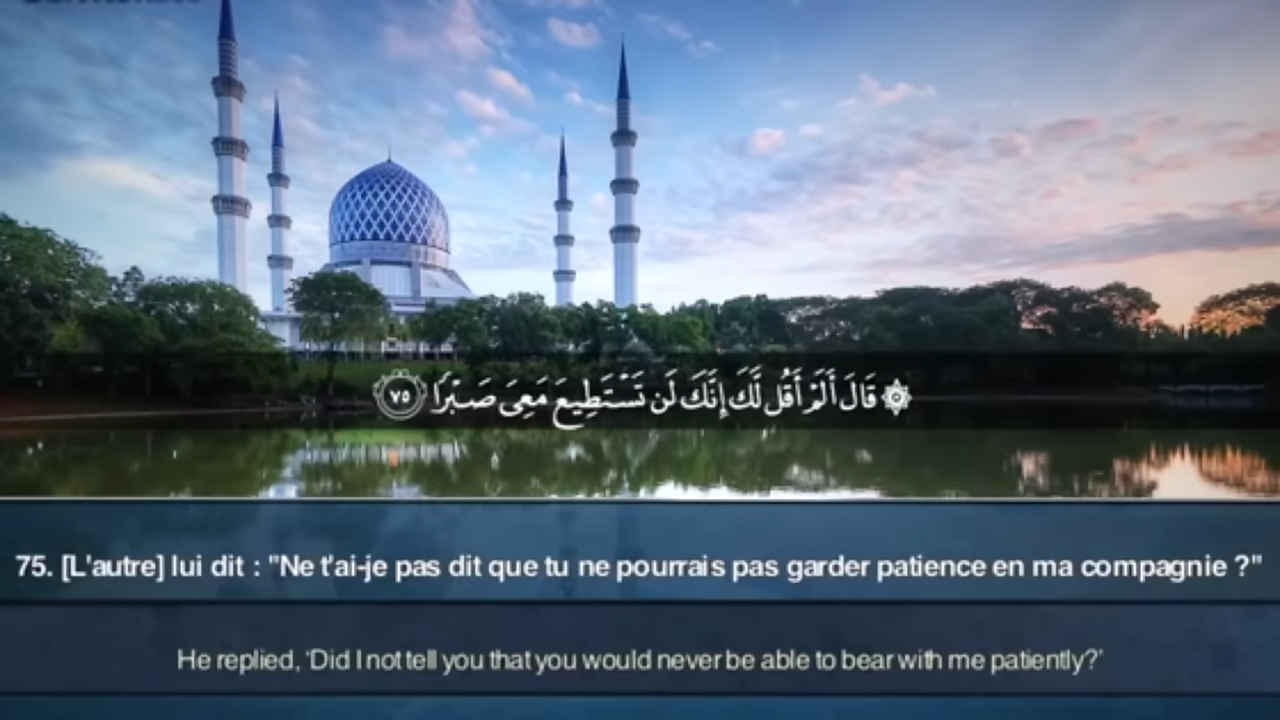 ۞ قَالَ أَلَمْ أَقُل لَّكَ إِنَّكَ لَن تَسْتَطِيعَ مَعِىَ صَبْرًا ٧٥
75. [L'autre] lui dit : "Ne t'ai-je pas dit que tu ne pourrais pas garder patience en ma compagnie ?"
He replied, ‘Did I not tell you that you would never be able to bear with me patiently?’